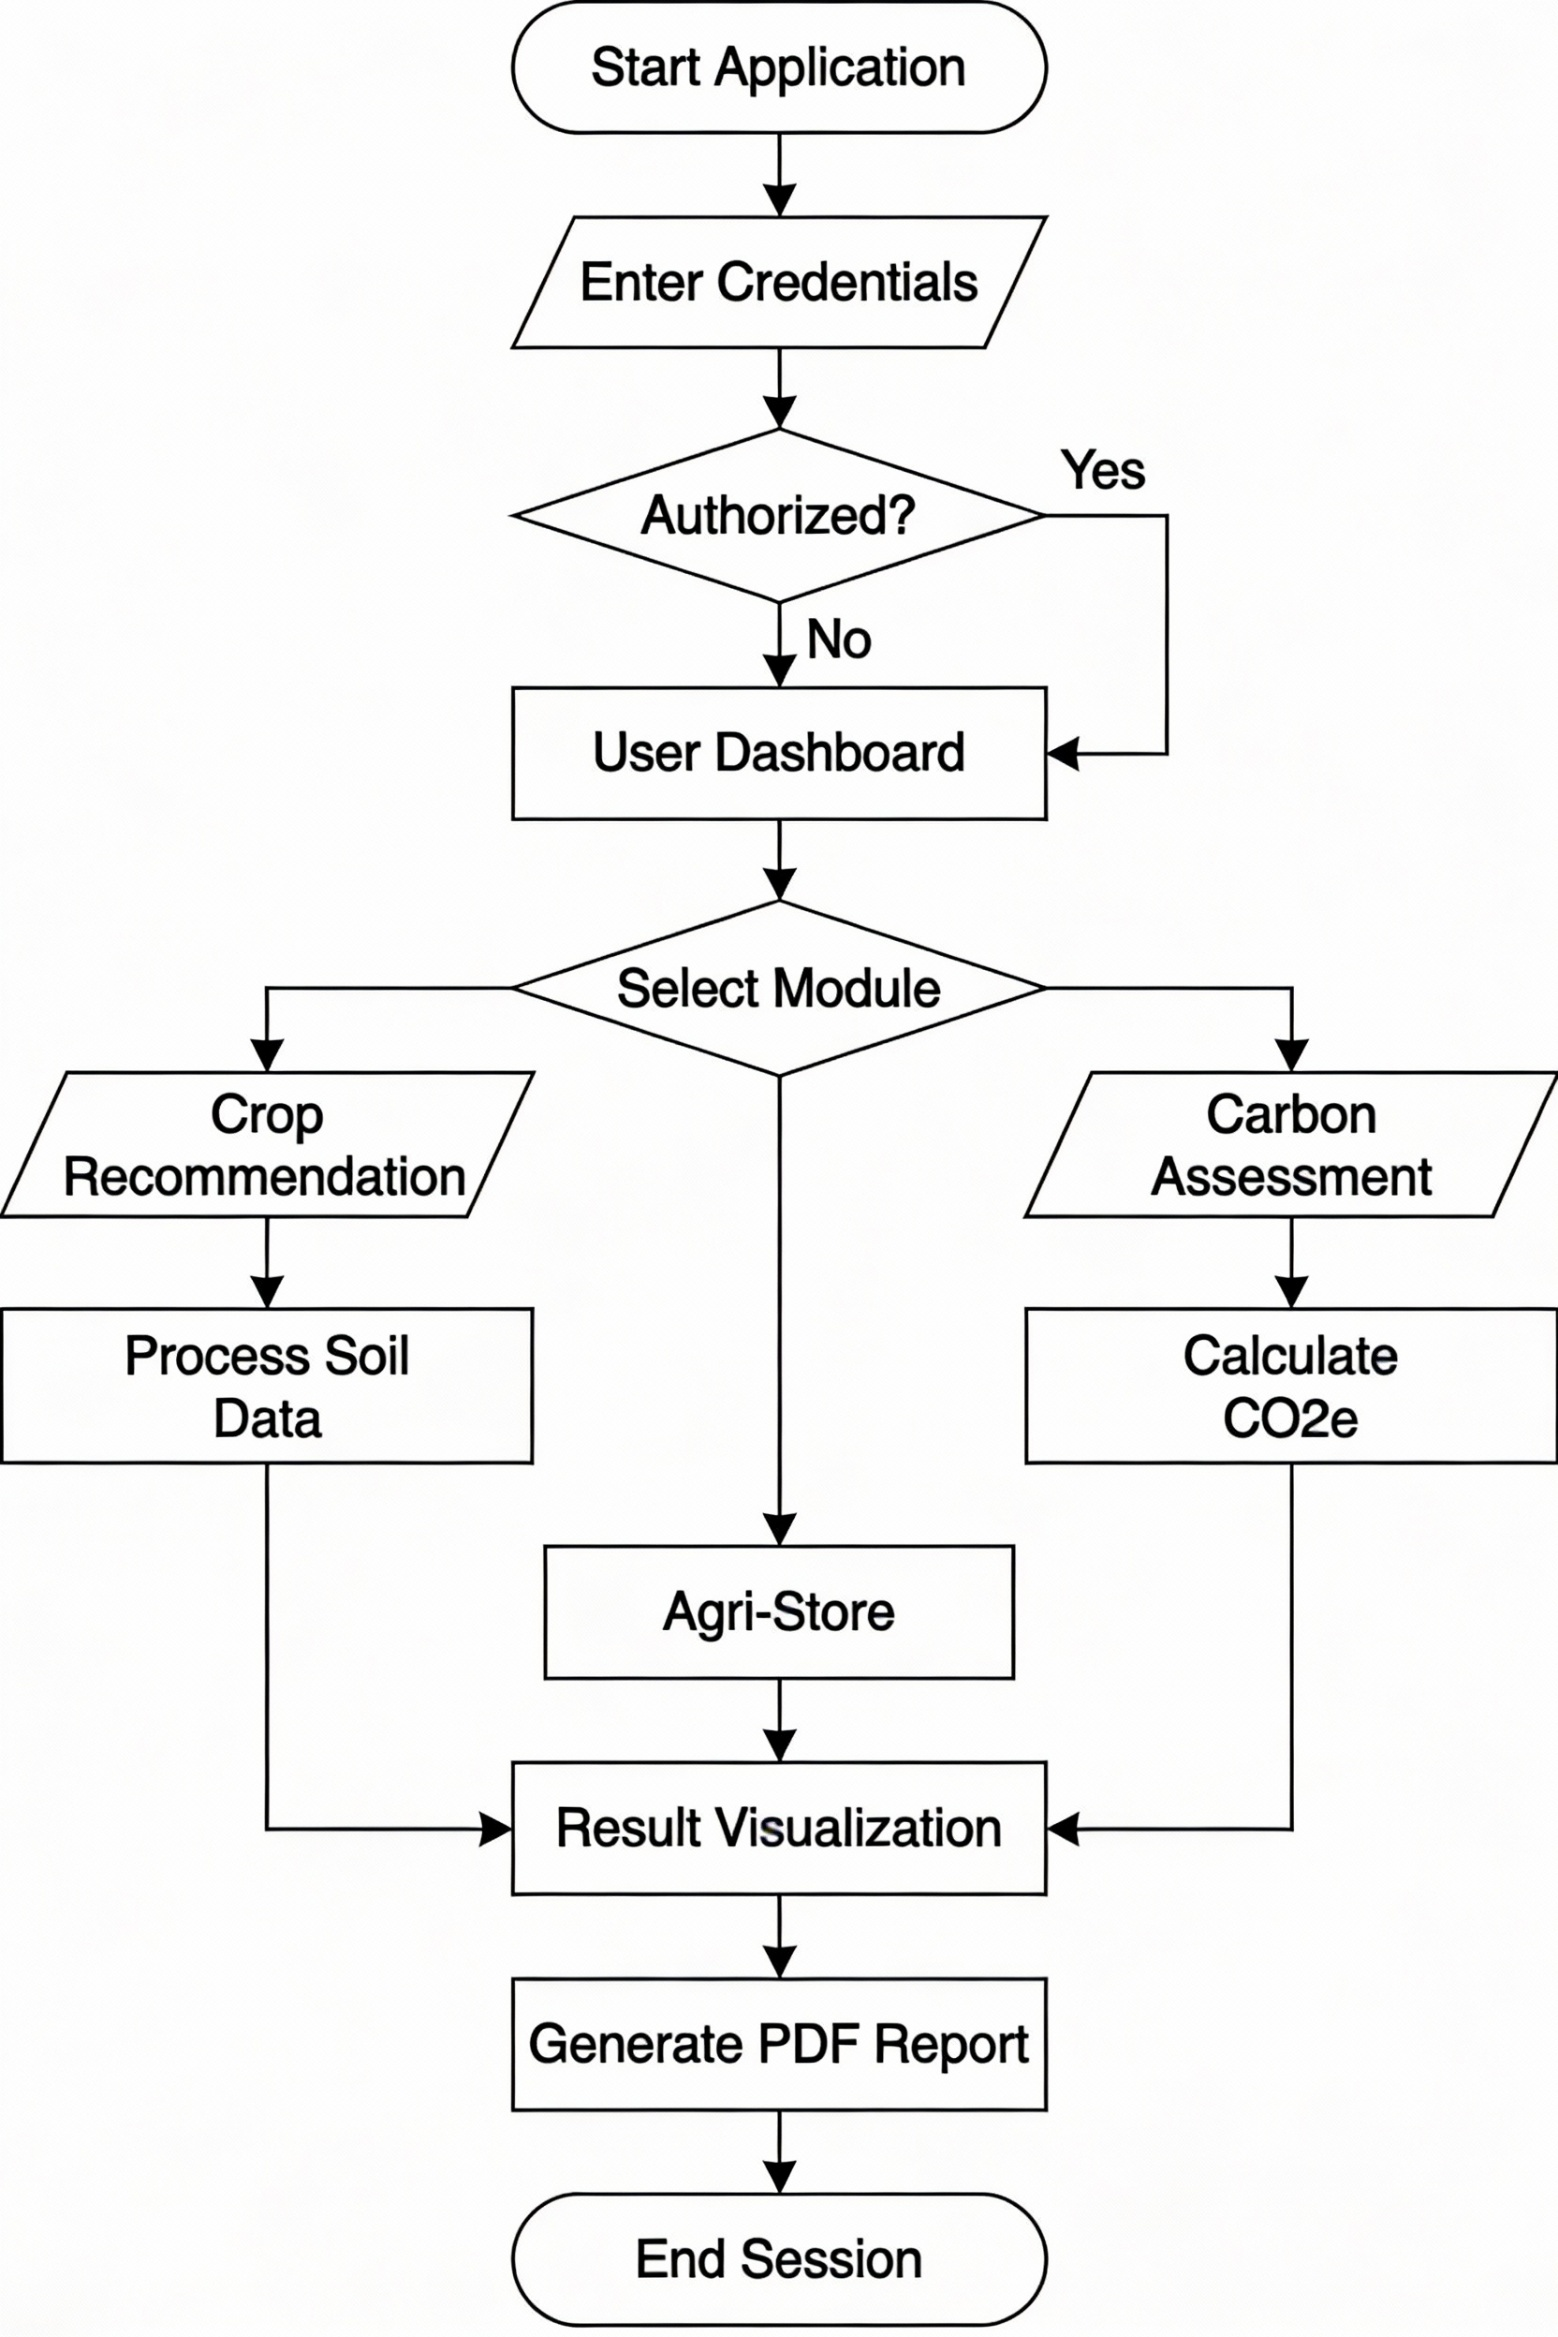 Start Application
Enter Credentials
Authorized?
Yes
No
User Dashboard
Select Module
Crop
Recommendation
Carbon
Assessment
Process Soil
Data
Calculate
CO2e
Agri-Store
Result Visualization
Generate PDF Report
End Session